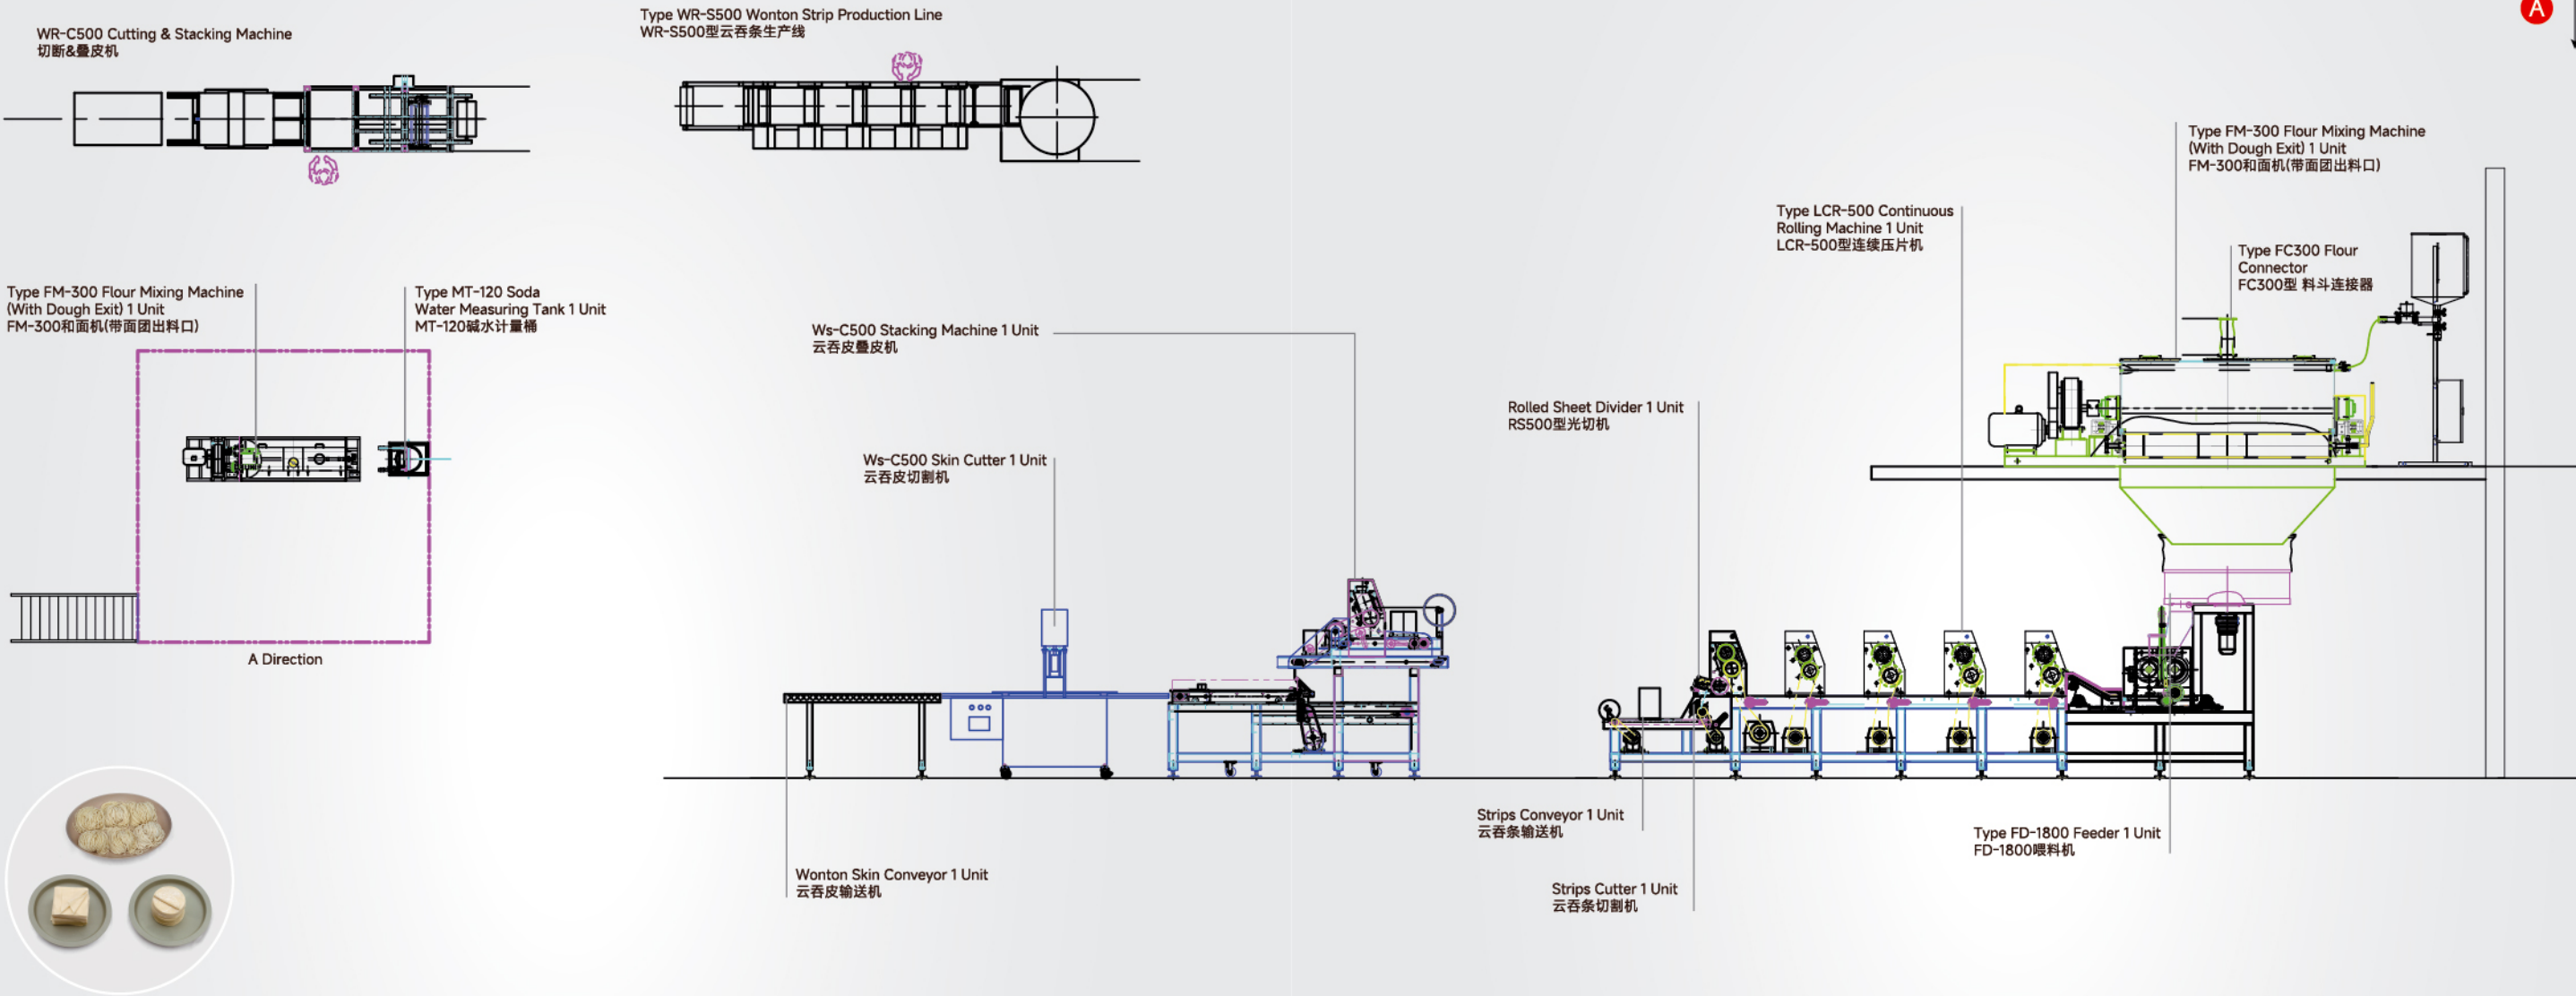 WR-C500 Cutting & Stacking Machine
切断&叠皮机
Type WR-S500 Wonton Strip Production Line
WR-S500型云吞条生产线
A
Type FM-300 Flour Mixing Machine
(With Dough Exit) 1 Unit
FM-300和面机(带面团出料口)
Type LCR-500 Continuous
Rolling Machine 1 Unit
LCR-500型连续压片机
Type FC300 Flour
Connector
FC300型 料斗连接器
Type FM-300 Flour Mixing Machine
(With Dough Exit) 1 Unit
FM-300和面机(带面团出料口)
Type MT-120 Soda
Water Measuring Tank 1 Unit
MT-120碱水计量桶
Ws-C500 Stacking Machine 1 Unit
云吞皮叠皮机
Rolled Sheet Divider 1 Unit
RS500型光切机
Ws-C500 Skin Cutter 1 Unit
云吞皮切割机
A Direction
Strips Conveyor 1 Unit
云吞条输送机
Type FD-1800 Feeder 1 Unit
FD-1800喂料机
Wonton Skin Conveyor 1 Unit
云吞皮输送机
Strips Cutter 1 Unit
云吞条切割机